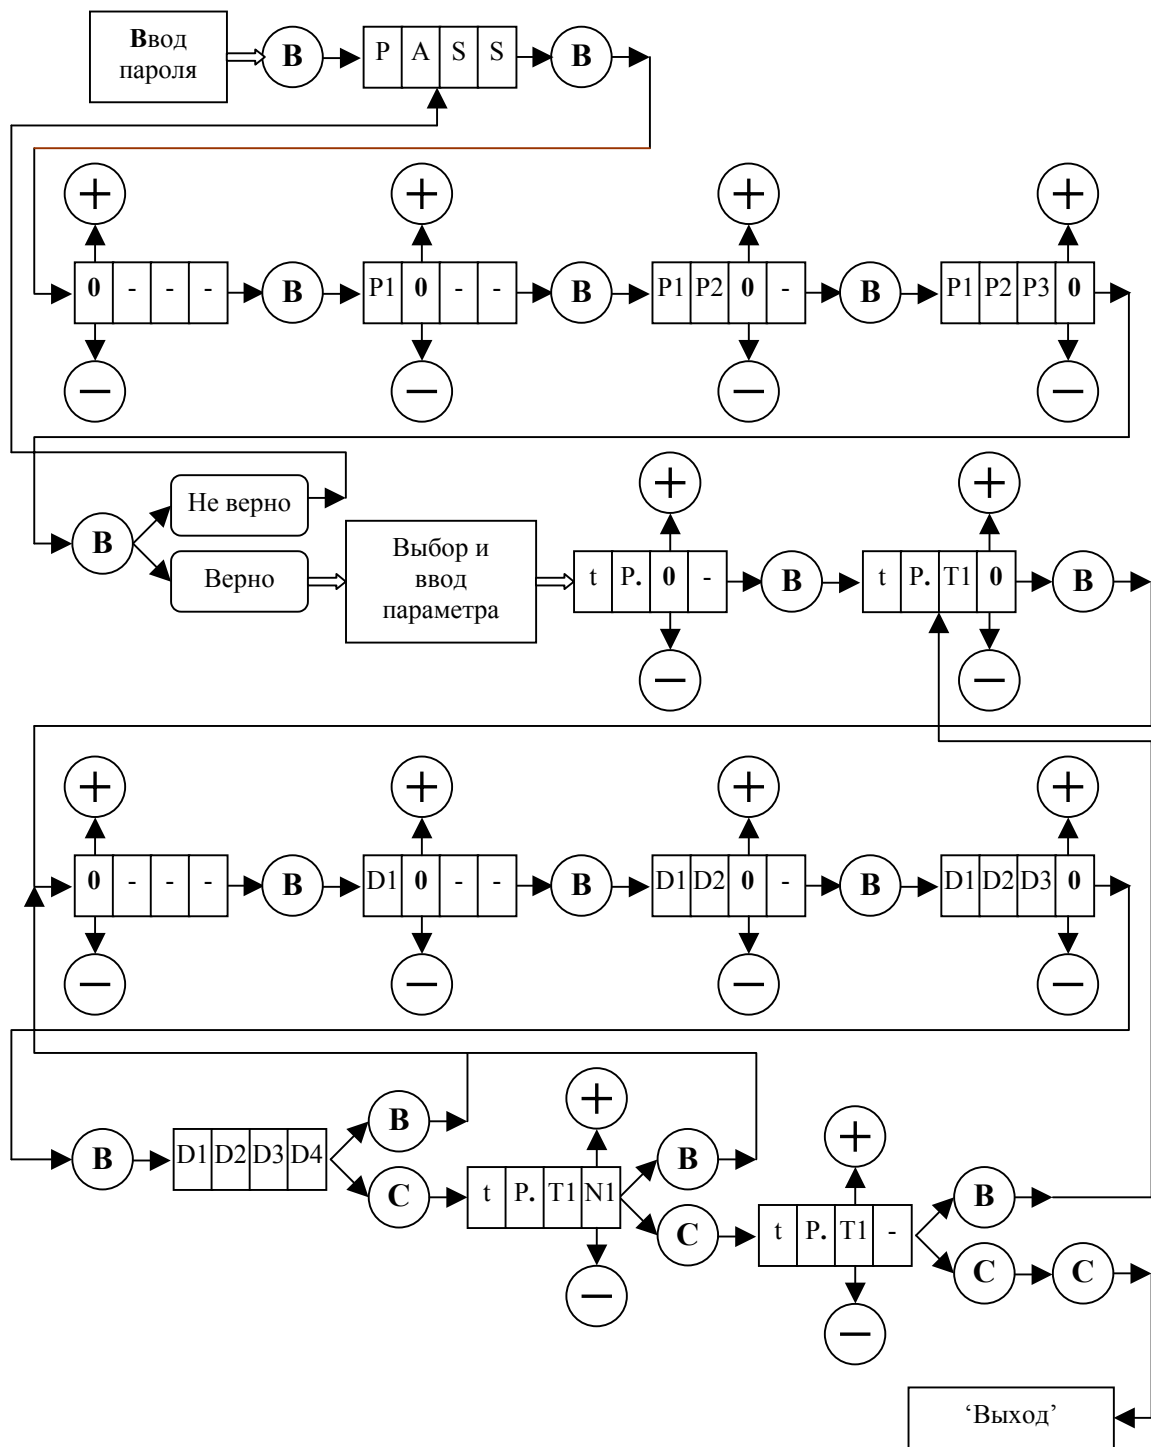 Ввод
пароля
В
P A S S
В
+ + + +
0 - - -
В
P1 0 - -
В
P1 P2 0 -
В
P1 P2 P3 0
− − − −
Не верно
В
Верно
Выбор и
ввод
параметра
+ +
t P. 0 -
В
t P. T1 0
В
− −
+ + + +
0 - - -
В
D1 0 - -
В
D1 D2 0 -
В
D1 D2 D3 0
− − − −
В
D1 D2 D3 D4
В
С
+
t P. T1 N1
−
В
С
+
t P. T1 -
−
В
С
С
‘Выход’